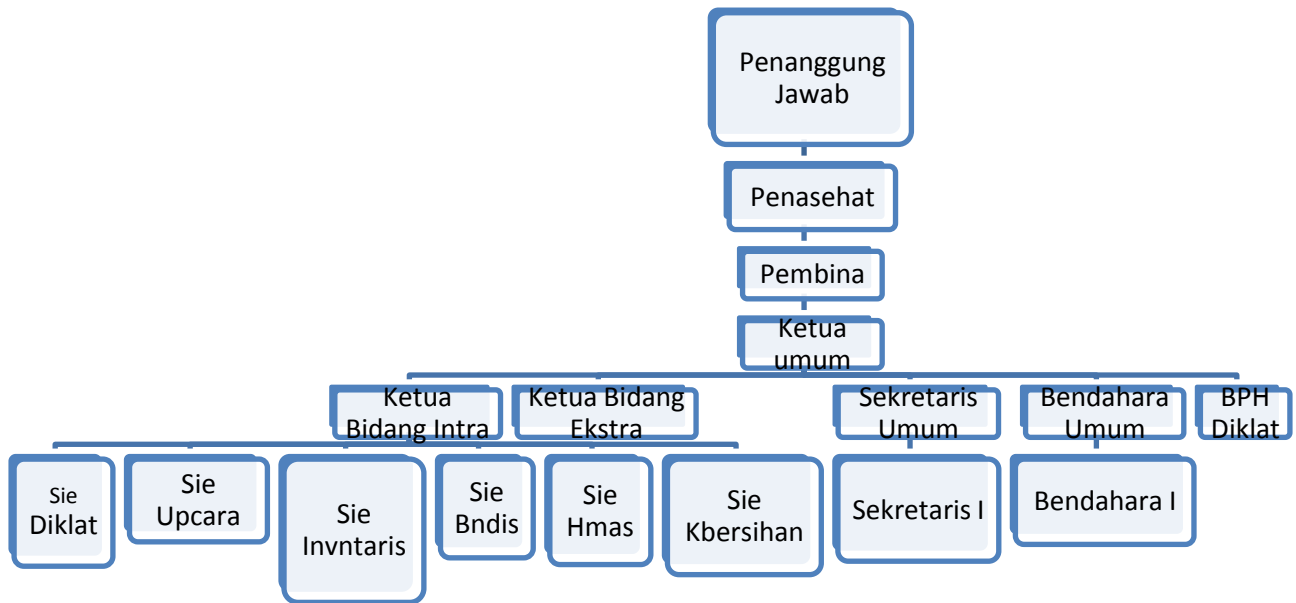 Penanggung
Jawab
Penasehat
Pembina
Ketua
umum
Ketua
Bidang Intra
Ketua Bidang
Ekstra
Sekretaris
Umum
Bendahara
Umum
BPH
Diklat
Sie
Diklat
Sie
Upcara
Sie
Invntaris
Sie
Bndis
Sie
Hmas
Sie
Kbersihan
Sekretaris I
Bendahara I